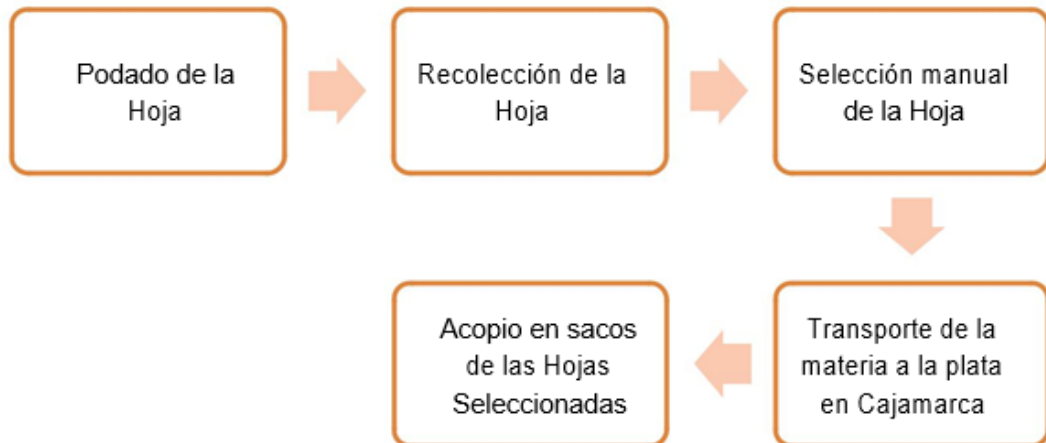 Podado de la
Hoja
Recolección de la
Hoja
Selección manual
de la Hoja
Transporte de la
materia a la plata
en Cajamarca
Acopio en sacos
de las Hojas
Seleccionadas